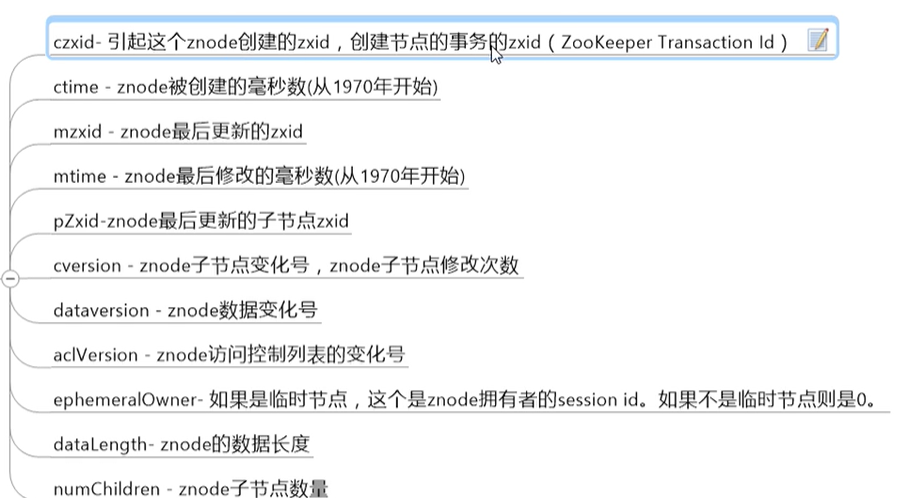 czxid- 引起这个znode创建的zxid，创建节点的事务的zxid（ZooKeeper Transaction Id）
ctime - znode被创建的毫秒数(从1970年开始)
mzxid - znode最后更新的zxid
mtime - znode最后修改的毫秒数(从1970年开始)
pZxid-znode最后更新的子节点zxid
cversion - znode子节点变化号，znode子节点修改次数
dataversion - znode数据变化号
aclVersion - znode访问控制列表的变化号
ephemeralOwner- 如果是临时节点，这个是znode拥有者的session id。如果不是临时节点则是0。
dataLength- znode的数据长度
numChildren - znode子节点数量